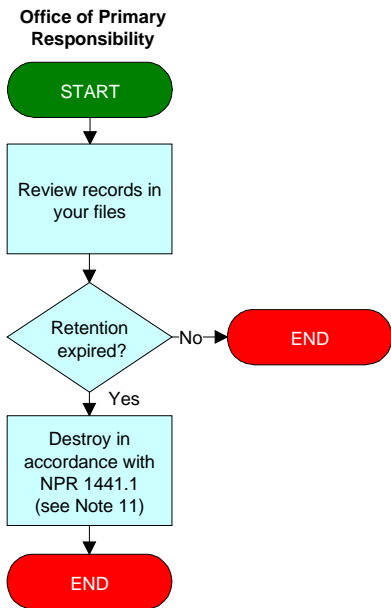 Office of Primary
Responsibility
START
Review records in
your files
Retention
expired?
No
END
Yes
Destroy in
accordance with
NPR 1441.1
(see Note 11)
END